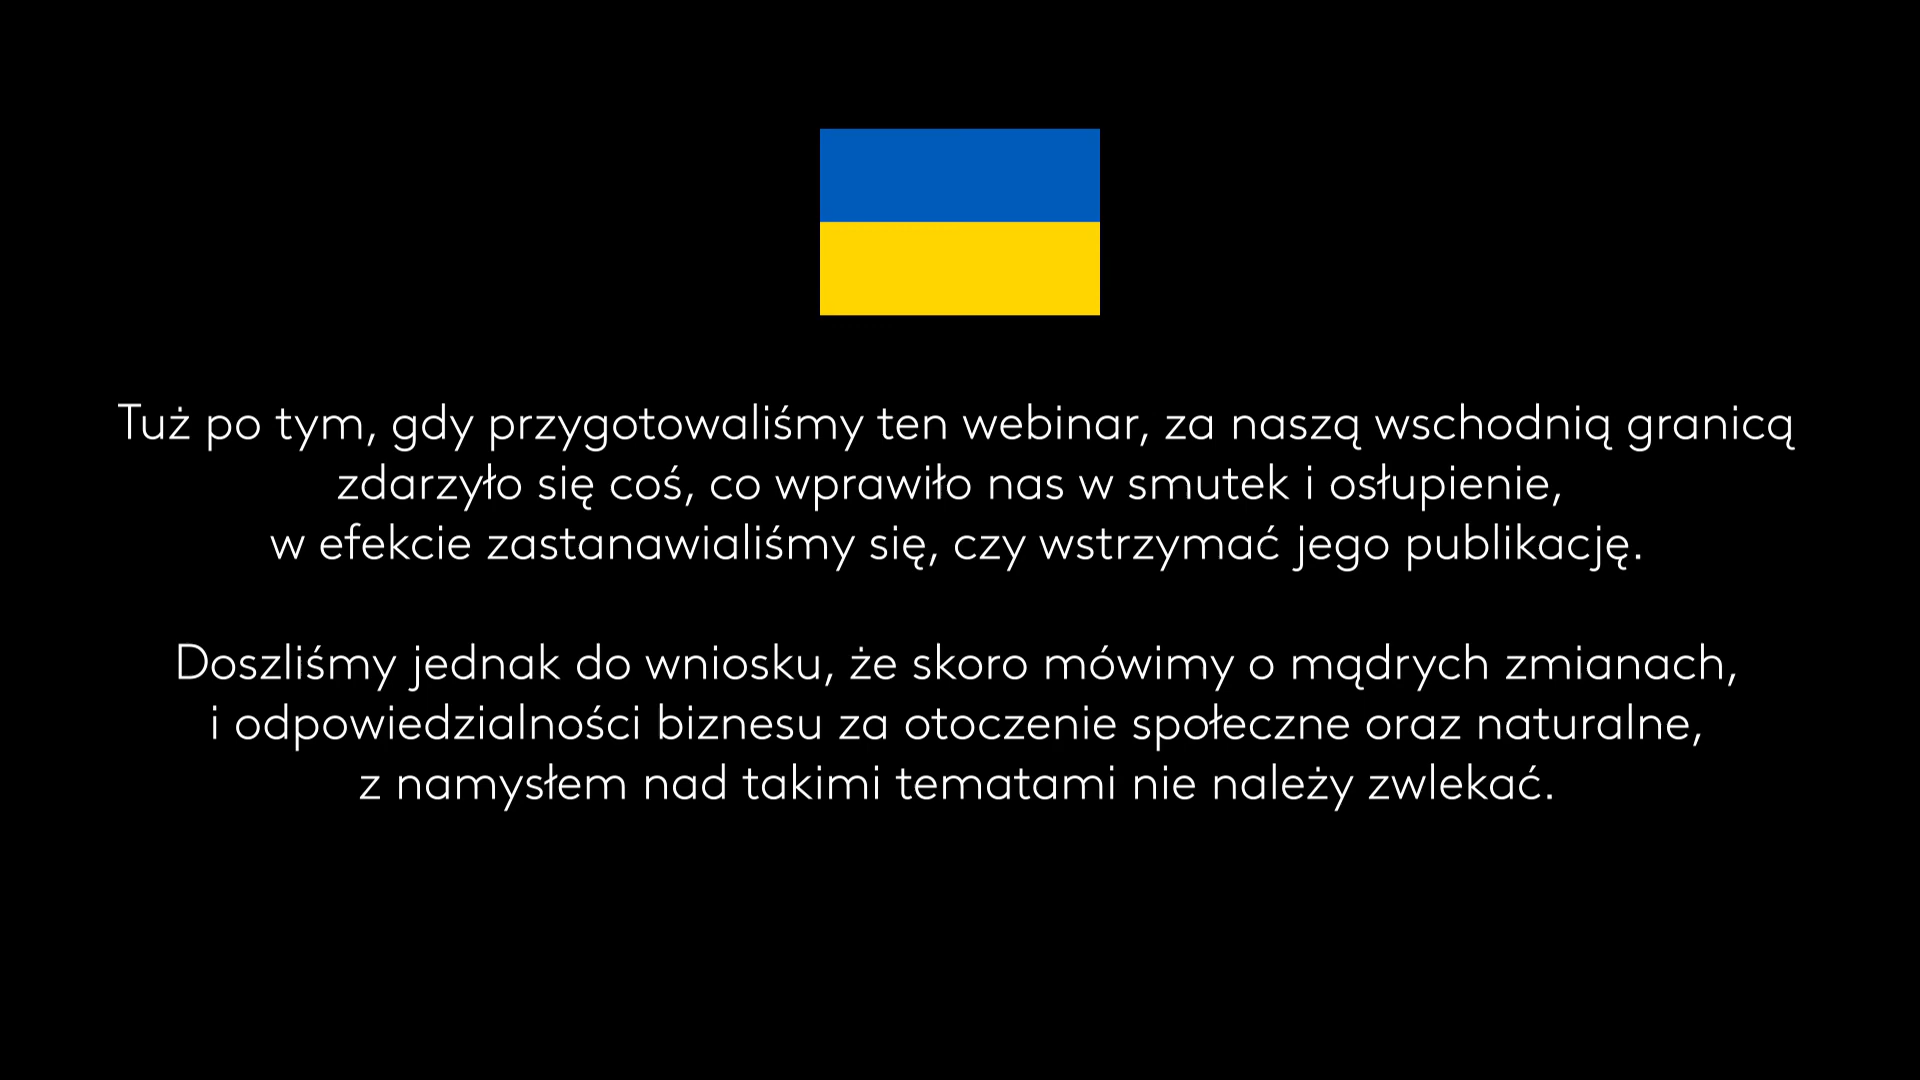 Tuż po tym, gdy przygotowaliśmy ten webinar, za naszą wschodnią granicą
zdarzyło się coś, co wprawiło nas w smutek i osłupienie,
w efekcie zastanawialiśmy się, czy wstrzymać jego publikację.
Doszliśmy jednak do wniosku, że skoro mówimy o mądrych zmianach,
i odpowiedzialności biznesu za otoczenie społeczne oraz naturalne,
z namysłem nad takimi tematami nie należy zwlekać.